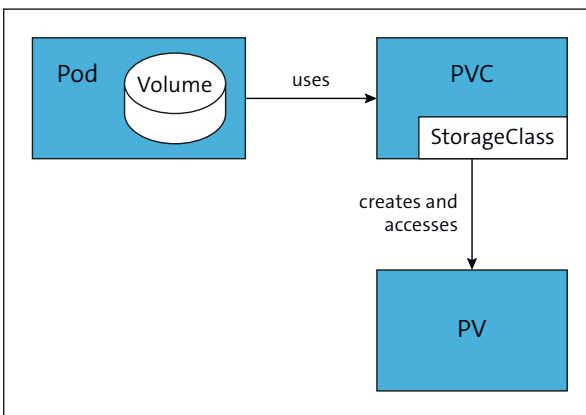 Pod
Volume
uses
PVC
StorageClass
creates and
accesses
PV